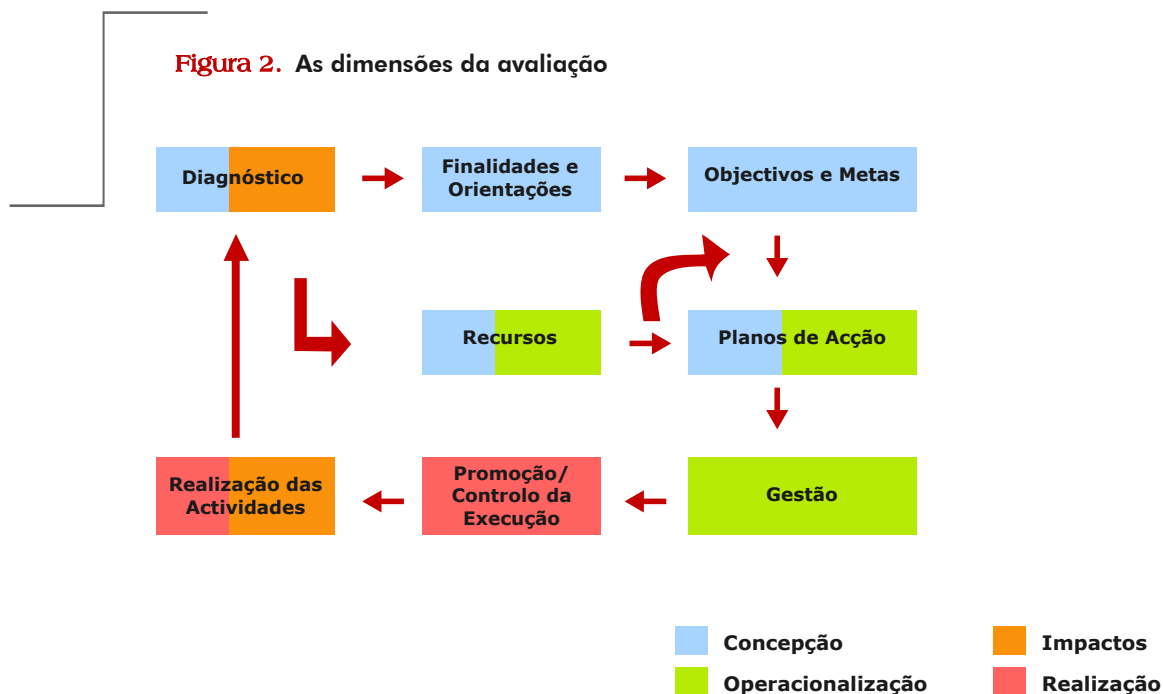 Figura 2. As dimensões da avaliação
Diagnóstico
Finalidades e
Orientações
Objectivos e Metas
Recursos
Planos de Acção
Realização das
Actividades
Promoção/
Controlo da
Execução
Gestão
Concepção
Impactos
Operacionalização
Realização